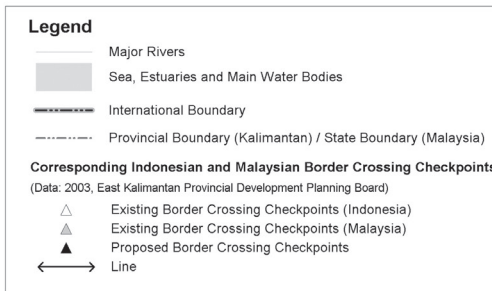 Legend
Major Rivers
Sea, Estuaries and Main Water Bodies
International Boundary
Provincial Boundary (Kalimantan) / State Boundary (Malaysia)
Corresponding Indonesian and Malaysian Border Crossing Checkpoints
(Data: 2003, East Kalimantan Provincial Development Planning Board)
Existing Border Crossing Checkpoints (Indonesia)
Existing Border Crossing Checkpoints (Malaysia)
Proposed Border Crossing Checkpoints
Line